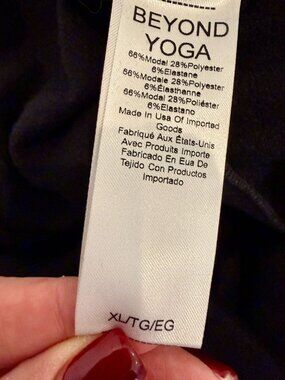 BEYOND
YOGA
66%Modal 28%Polyester
6%Elastane
66%Modale 28%Polyester
6%Élasthanne
66%Modal 28%Poliéster
6%Elastano
Made In Usa Of Imported
Goods
Fabriqué Aux États-Unis
Avec Produits Importe
Fabricado En Eua De
Tejido Con Productos
Importado
XL/TG/EG